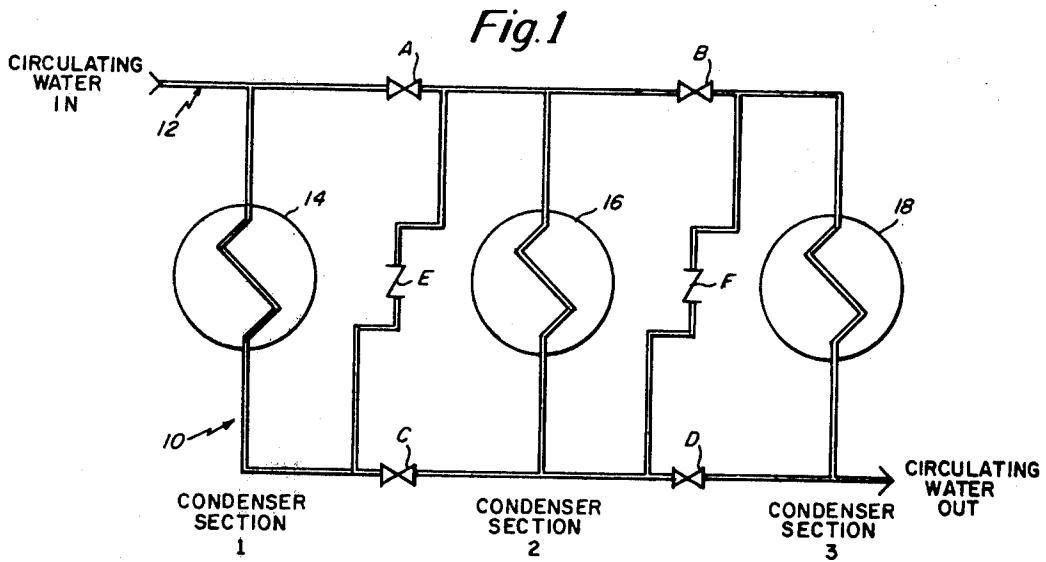 Fig.1
CIRCULATING
WATER
IN
12
A
B
14
16
18
E
F
10
C
D
CIRCULATING
WATER
OUT
CONDENSER
SECTION
1
CONDENSER
SECTION
2
CONDENSER
SECTION
3